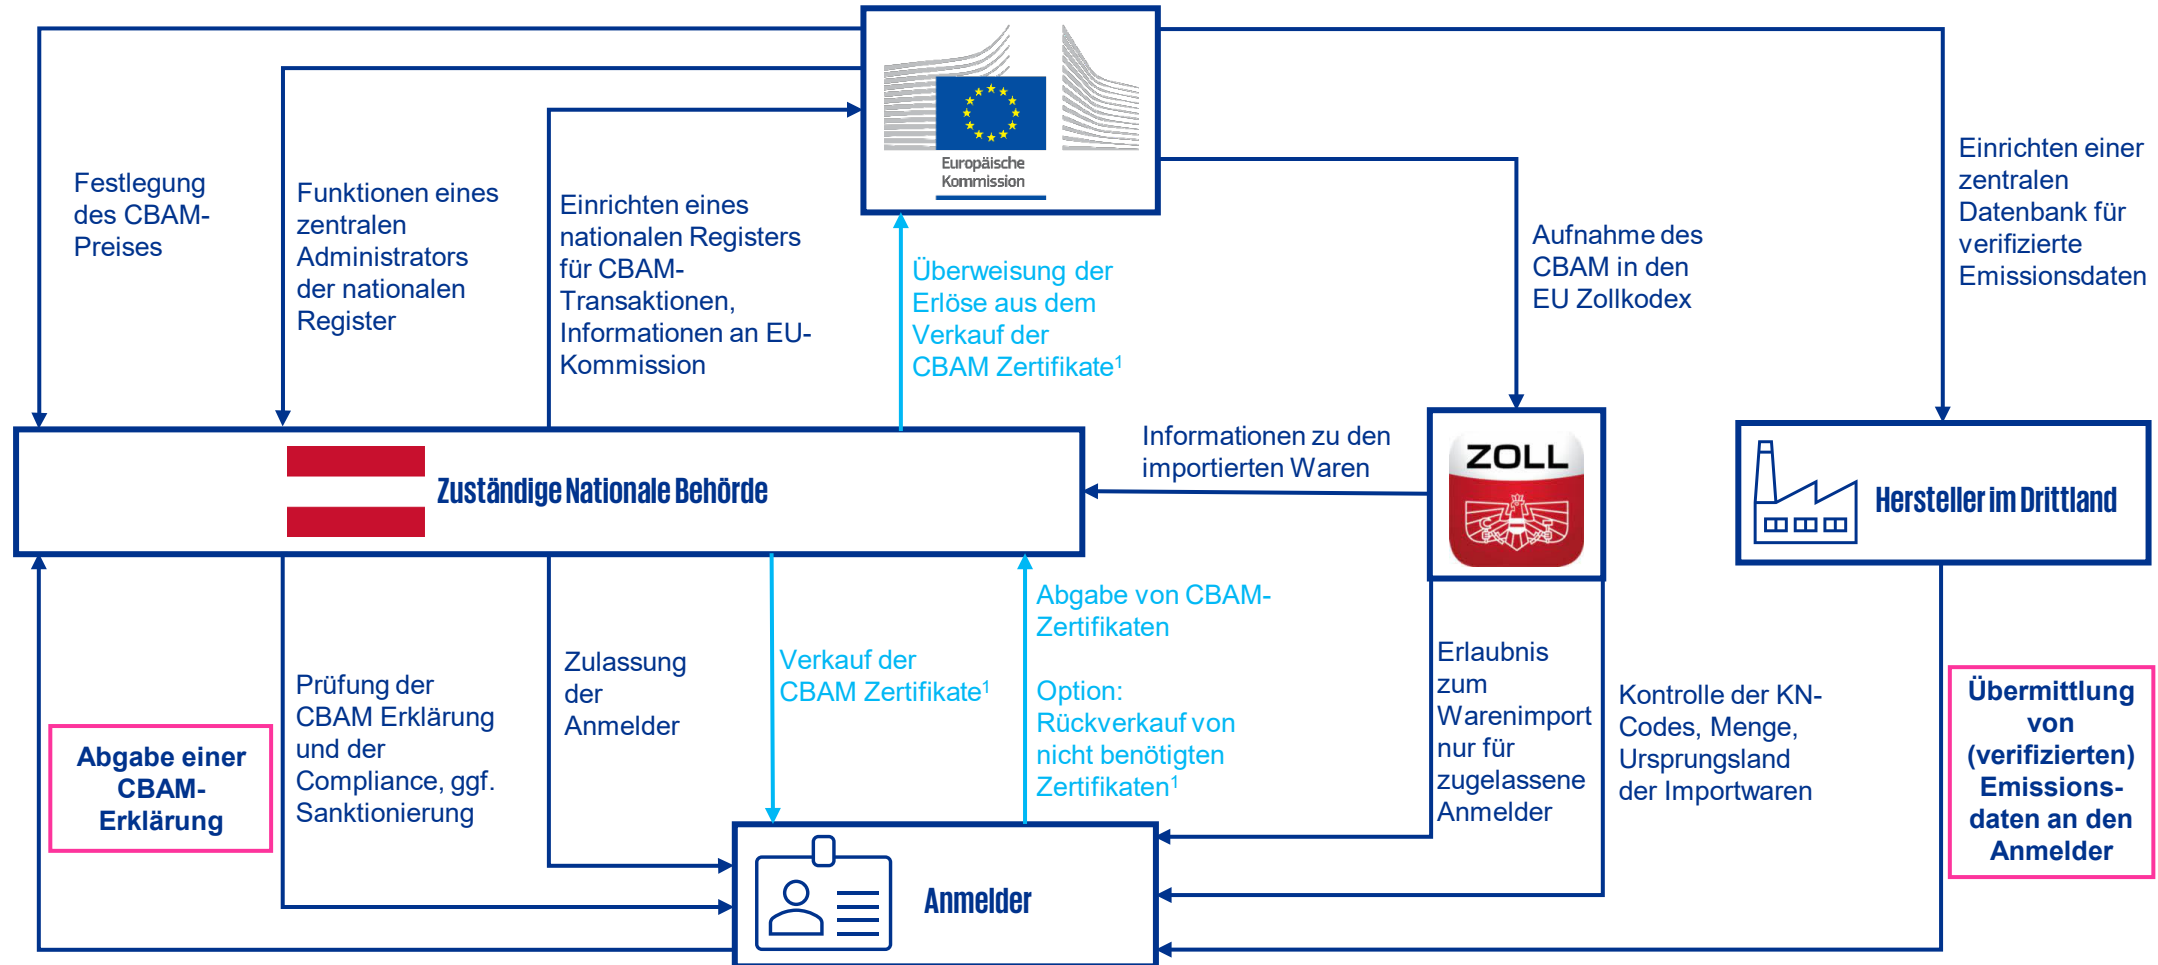 Europäische
Kommission
Festlegung
des CBAM-
Preises
Funktionen eines
zentralen
Administrators
der nationalen
Register
Einrichten eines
nationalen Registers
für CBAM-
Transaktionen,
Informationen an EU-
Kommission
Überweisung der
Erlöse aus dem
Verkauf der
CBAM Zertifikate¹
Aufnahme des
CBAM in den
EU Zollkodex
Einrichten einer
zentralen
Datenbank für
verifizierte
Emissionsdaten
Zuständige Nationale Behörde
Informationen zu den
importierten Waren
ZOLL
Hersteller im Drittland
Abgabe einer
CBAM-
Erklärung
Prüfung der
CBAM Erklärung
und der
Compliance, ggf.
Sanktionierung
Zulassung
der
Anmelder
Verkauf der
CBAM Zertifikate¹
Abgabe von CBAM-
Zertifikaten
Option:
Rückverkauf von
nicht benötigten
Zertifikaten¹
Erlaubnis
zum
Warenimport
nur für
zugelassene
Anmelder
Kontrolle der KN-
Codes, Menge,
Ursprungsland
der Importwaren
Übermittlung
von
(verifizierten)
Emissions-
daten an den
Anmelder
Anmelder